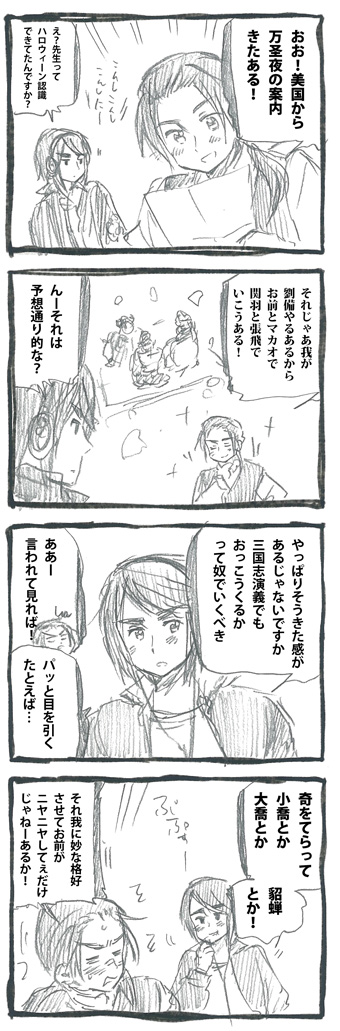 おお！美国から
万圣夜の案内
きたある！
こんしこんし
こんしたー
え？先生って
ハロウィーン認識
できてたんですか？
それじゃあ我が
劉備やるあるから
お前とマカオで
関羽と張飛で
いこうある！
んーそれは
予想通り的な？
やっぱりそうきた感が
あるじゃないですか
三国志演義でも
おっこうくるか
って奴でいくべき
ああー
言われて見れば！
パッと目を引く
たとえば…
奇をてらって
小喬とか
大喬とか
貂蝉
とか！
ぷじ
ぷじ
それ我に妙な格好
させてお前が
ニヤニヤしてぇだけ
じゃねーあるか！